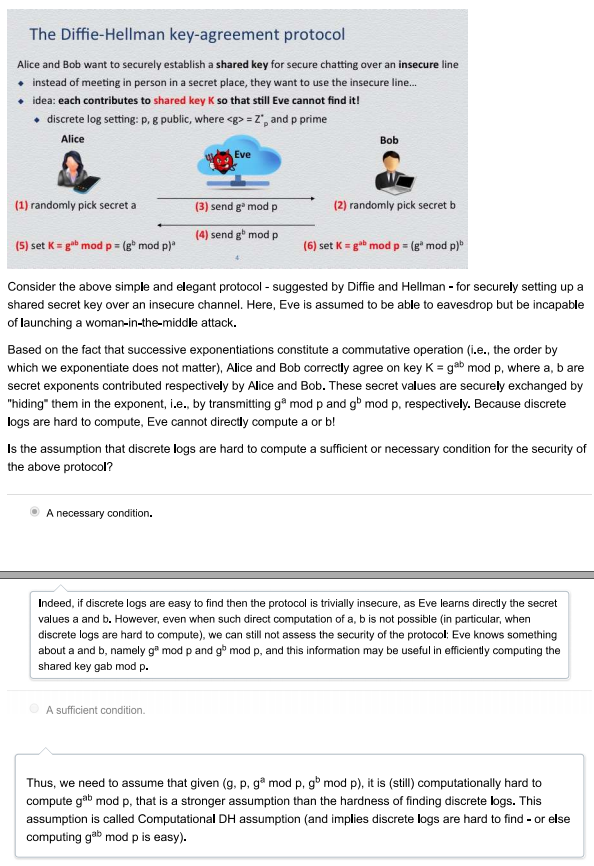 The Diffie-Hellman key-agreement protocol
Alice and Bob want to securely establish a shared key for secure chatting over an insecure line
◆ instead of meeting in person in a secret place, they want to use the insecure line...
◆ idea: each contributes to shared key K so that still Eve cannot find it!
◆ discrete log setting: p, g public, where <g> = Z*p and p prime
Alice
Eve
Bob
(1) randomly pick secret a
(3) send gᵃ mod p
(2) randomly pick secret b
(4) send gᵇ mod p
(5) set K = gᵃᵇ mod p = (gᵇ mod p)ᵃ
(6) set K = gᵃᵇ mod p = (gᵃ mod p)ᵇ
4
Consider the above simple and elegant protocol - suggested by Diffie and Hellman - for securely setting up a
shared secret key over an insecure channel. Here, Eve is assumed to be able to eavesdrop but be incapable
of launching a woman-in-the-middle attack.
Based on the fact that successive exponentiations constitute a commutative operation (i.e., the order by
which we exponentiate does not matter), Alice and Bob correctly agree on key K = gᵃᵇ mod p, where a, b are
secret exponents contributed respectively by Alice and Bob. These secret values are securely exchanged by
"hiding" them in the exponent, i.e., by transmitting gᵃ mod p and gᵇ mod p, respectively. Because discrete
logs are hard to compute, Eve cannot directly compute a or b!
Is the assumption that discrete logs are hard to compute a sufficient or necessary condition for the security of
the above protocol?
A necessary condition.
Indeed, if discrete logs are easy to find then the protocol is trivially insecure, as Eve learns directly the secret
values a and b. However, even when such direct computation of a, b is not possible (in particular, when
discrete logs are hard to compute), we can still not assess the security of the protocol: Eve knows something
about a and b, namely gᵃ mod p and gᵇ mod p, and this information may be useful in efficiently computing the
shared key gab mod p.
A sufficient condition.
Thus, we need to assume that given (g, p, gᵃ mod p, gᵇ mod p), it is (still) computationally hard to
compute gᵃᵇ mod p, that is a stronger assumption than the hardness of finding discrete logs. This
assumption is called Computational DH assumption (and implies discrete logs are hard to find - or else
computing gᵃᵇ mod p is easy).